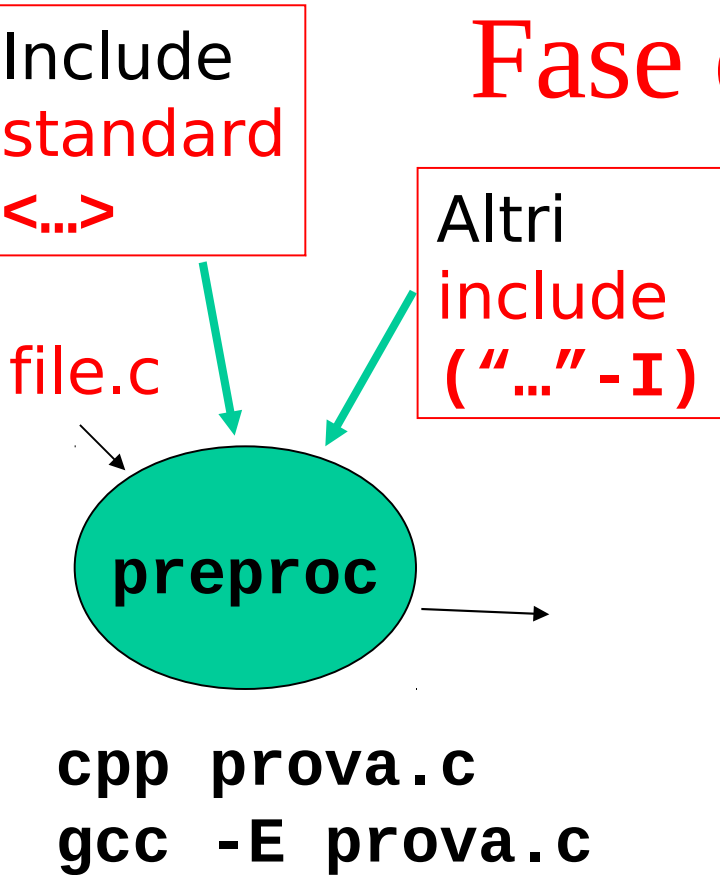 Include
standard
<…>
Fase
Altri
include
(“…”-I)
file.c
preproc
cpp prova.c
gcc -E prova.c